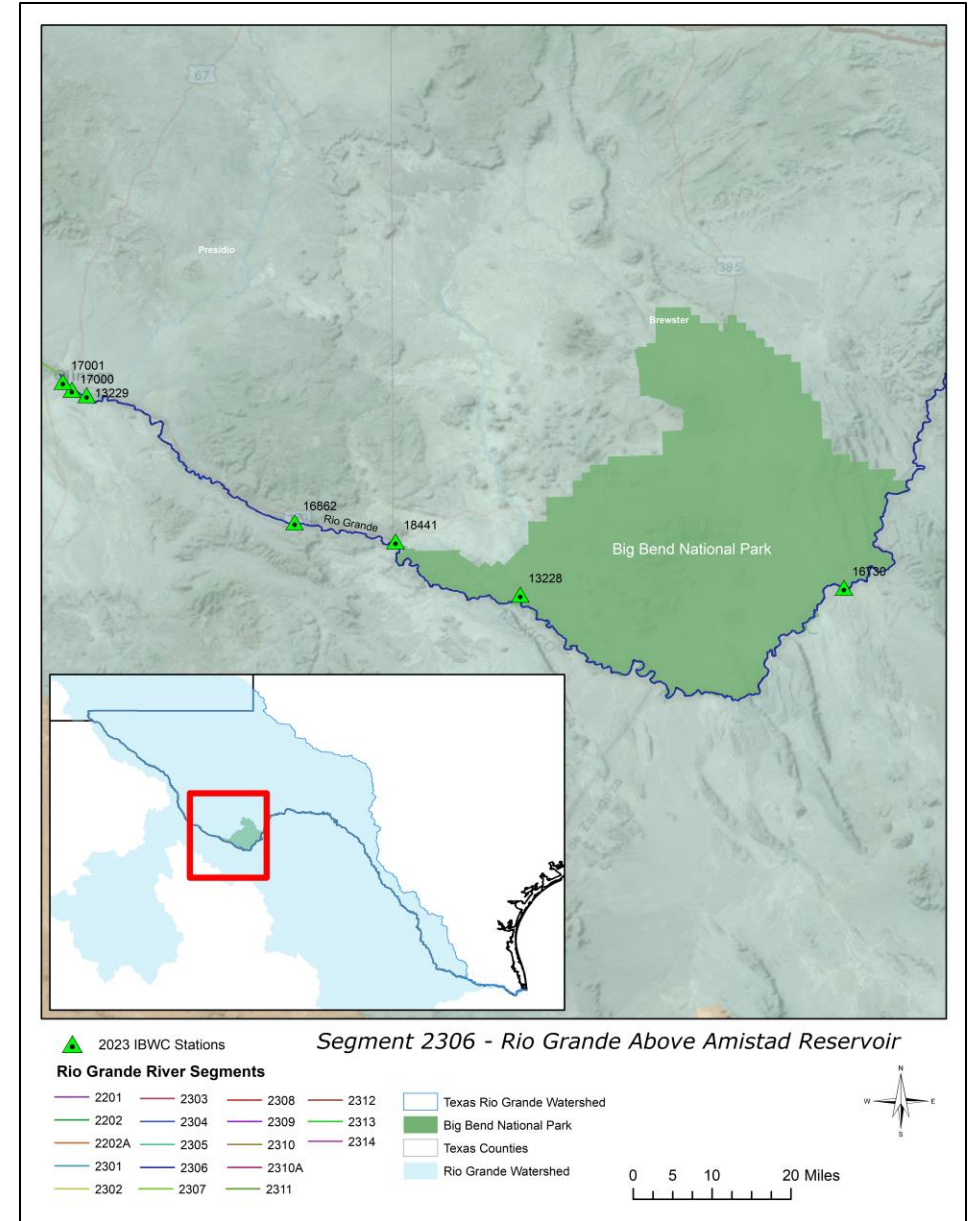 67
Presidio
385
Brewster
17001
17000
13229
16862
Rio Grande
18441
Big Bend National Park
13228
16730
Mexico
Segment 2306 - Rio Grande Above Amistad Reservoir
2023 IBWC Stations
Rio Grande River Segments
2201
2202
2202A
2301
2302
2303
2304
2305
2306
2307
2308
2309
2310
2310A
2311
2312
2313
2314
Texas Rio Grande Watershed
Big Bend National Park
Texas Counties
Rio Grande Watershed
N
W
E
S
0 5 10 20 Miles